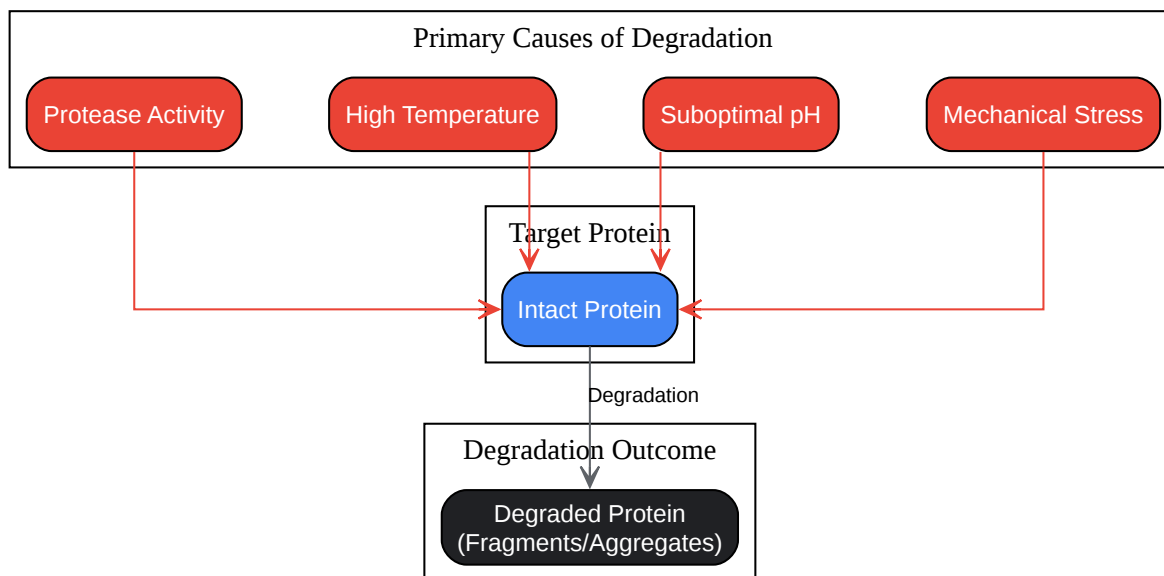 Primary Causes of Degradation
Protease Activity
High Temperature
Suboptimal pH
Mechanical Stress
Target Protein
Intact Protein
Degradation
Degradation Outcome
Degraded Protein
(Fragments/Aggregates)